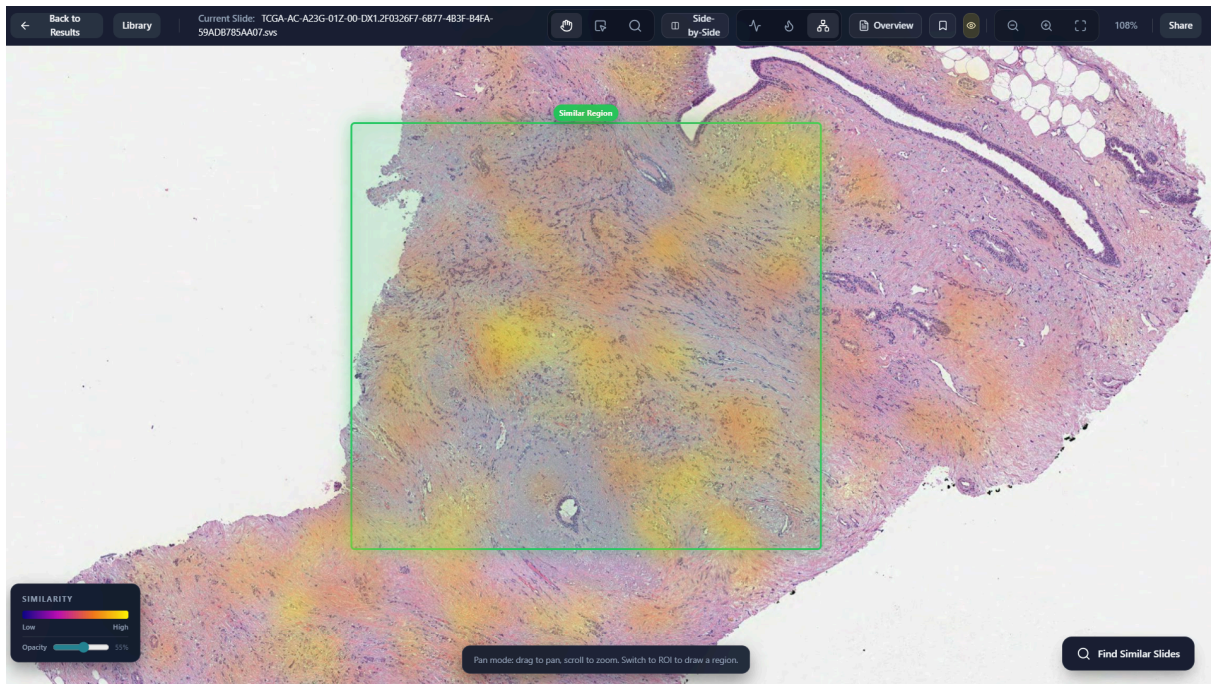 Back to
Results
Library
Current Slide: TCGA-AC-A23G-01Z-00-DX1.2F0326F7-6B77-4B3F-B4FA-
59ADB785AA07.svs
Side-
by-Side
Overview
108%
Share
Similar Region
SIMILARITY
Low High
Opacity 55%
Pan mode: drag to pan, scroll to zoom. Switch to ROI to draw a region.
Find Similar Slides